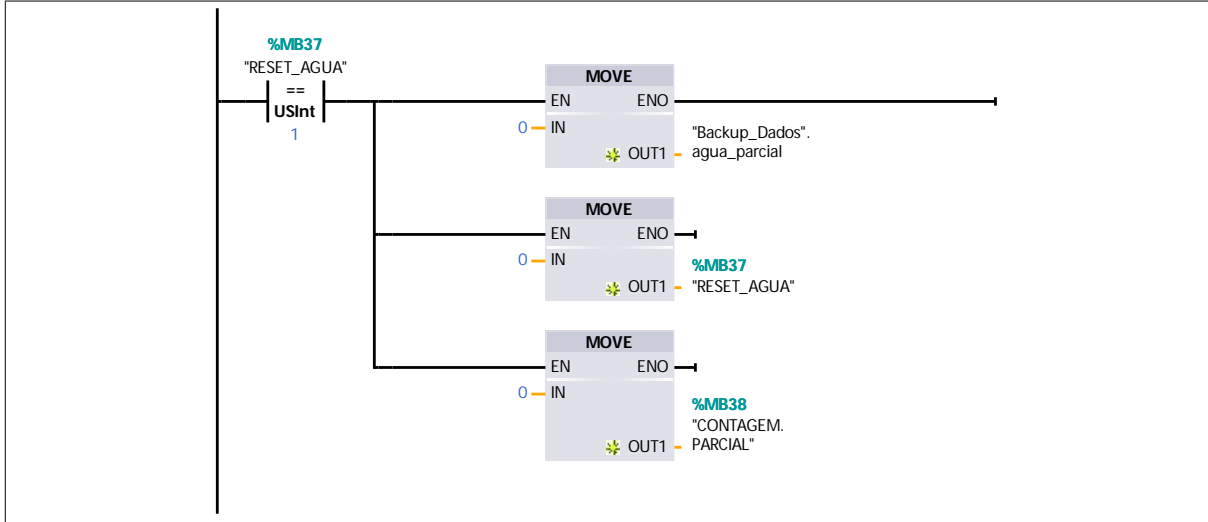 %MB37
"RESET_AGUA"
==
USInt
1
MOVE
EN ENO
0 IN
OUT1
"Backup_Dados".
agua_parcial
MOVE
EN ENO
0 IN
OUT1
%MB37
"RESET_AGUA"
MOVE
EN ENO
0 IN
OUT1
%MB38
"CONTAGEM.
PARCIAL"